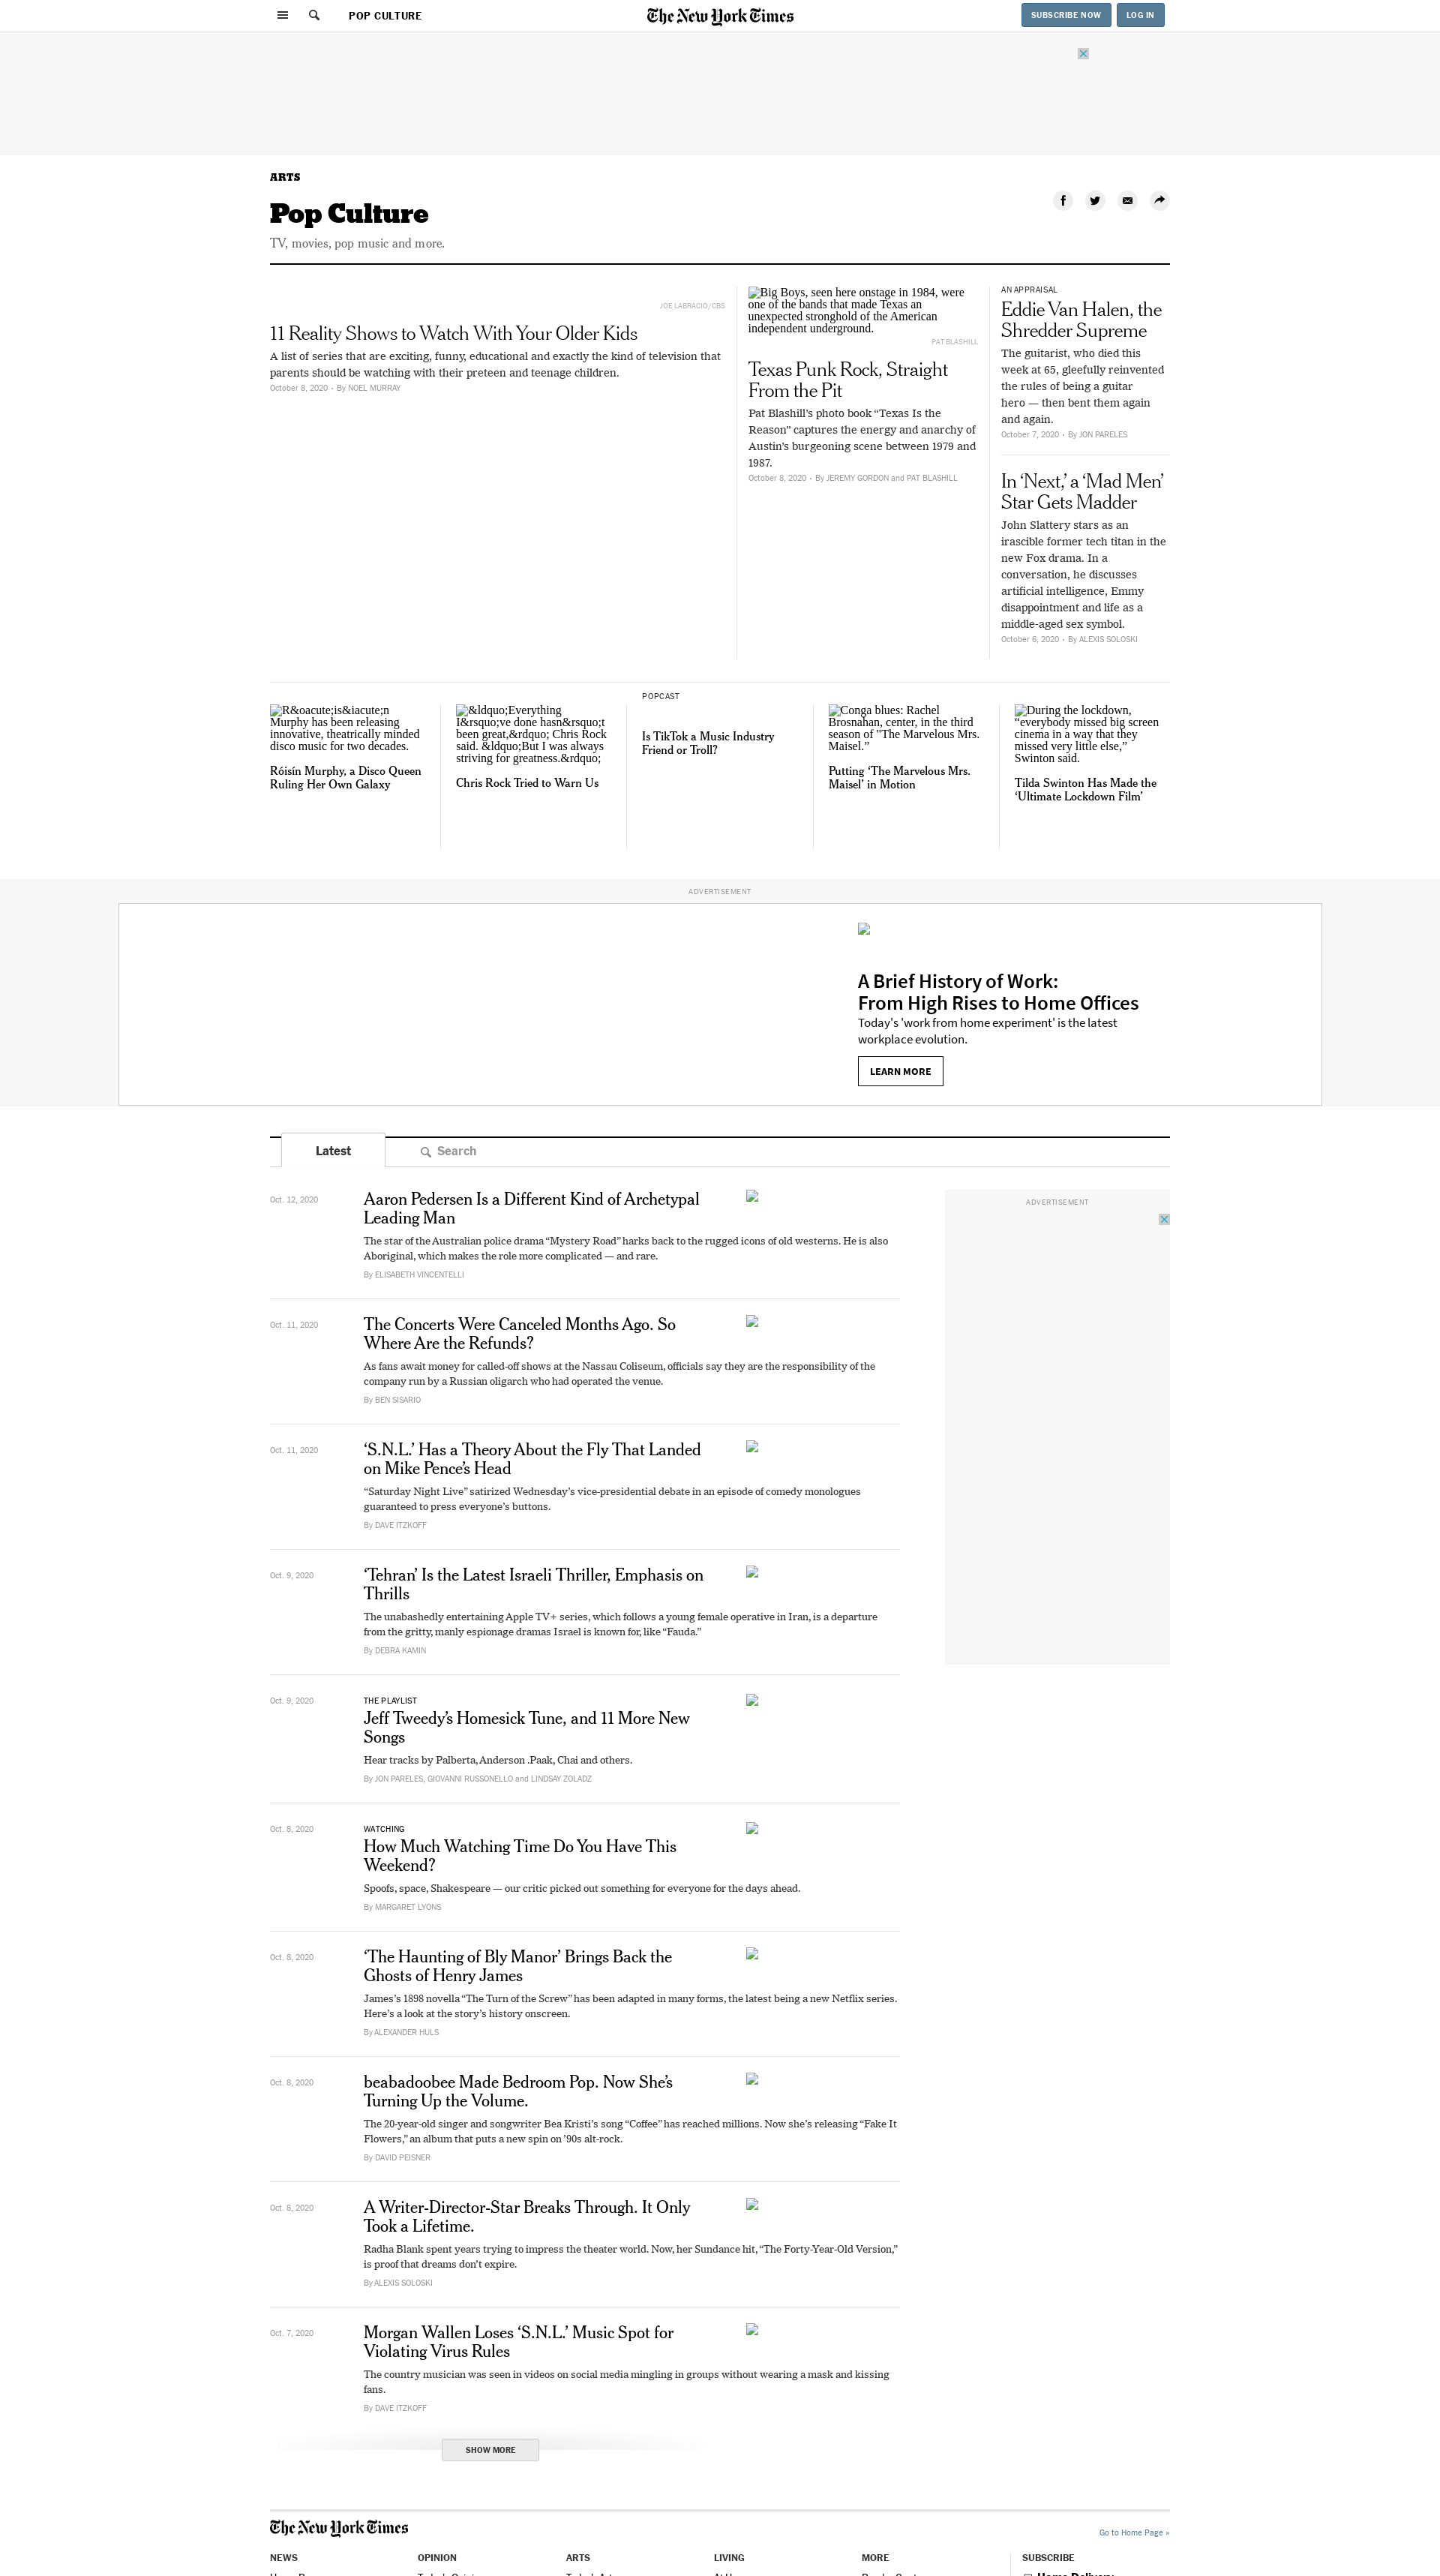 POP CULTURE
The New York Times
SUBSCRIBE NOW
LOG IN
ARTS
Pop Culture
TV, movies, pop music and more.
JOE LABRACIO/CBS
11 Reality Shows to Watch With Your Older Kids
A list of series that are exciting, funny, educational and exactly the kind of television that
parents should be watching with their preteen and teenage children.
October 8, 2020 · By NOEL MURRAY
Big Boys, seen here onstage in 1984, were
one of the bands that made Texas an
unexpected stronghold of the American
independent underground.
PAT BLASHILL
Texas Punk Rock, Straight
From the Pit
Pat Blashill’s photo book “Texas Is the
Reason” captures the energy and anarchy of
Austin’s burgeoning scene between 1979 and
1987.
October 8, 2020 · By JEREMY GORDON and PAT BLASHILL
AN APPRAISAL
Eddie Van Halen, the
Shredder Supreme
The guitarist, who died this
week at 65, gleefully reinvented
the rules of being a guitar
hero — then bent them again
and again.
October 7, 2020 · By JON PARELES
In ‘Next,’ a ‘Mad Men’
Star Gets Madder
John Slattery stars as an
irascible former tech titan in the
new Fox drama. In a
conversation, he discusses
artificial intelligence, Emmy
disappointment and life as a
middle-aged sex symbol.
October 6, 2020 · By ALEXIS SOLOSKI
R&oacute;is&iacute;n
Murphy has been releasing
innovative, theatrically minded
disco music for two decades.
Róisín Murphy, a Disco Queen
Ruling Her Own Galaxy
&ldquo;Everything
I&rsquo;ve done hasn&rsquo;t
been great,&rdquo; Chris Rock
said. &ldquo;But I was always
striving for greatness.&rdquo;
Chris Rock Tried to Warn Us
POPCAST
Is TikTok a Music Industry
Friend or Troll?
Conga blues: Rachel
Brosnahan, center, in the third
season of "The Marvelous Mrs.
Maisel.”
Putting ‘The Marvelous Mrs.
Maisel’ in Motion
During the lockdown,
“everybody missed big screen
cinema in a way that they
missed very little else,”
Swinton said.
Tilda Swinton Has Made the
‘Ultimate Lockdown Film’
ADVERTISEMENT
A Brief History of Work:
From High Rises to Home Offices
Today's 'work from home experiment' is the latest
workplace evolution.
LEARN MORE
Latest
Search
ADVERTISEMENT
Oct. 12, 2020
Aaron Pedersen Is a Different Kind of Archetypal
Leading Man
The star of the Australian police drama “Mystery Road” harks back to the rugged icons of old westerns. He is also
Aboriginal, which makes the role more complicated — and rare.
By ELISABETH VINCENTELLI
Oct. 11, 2020
The Concerts Were Canceled Months Ago. So
Where Are the Refunds?
As fans await money for called-off shows at the Nassau Coliseum, officials say they are the responsibility of the
company run by a Russian oligarch who had operated the venue.
By BEN SISARIO
Oct. 11, 2020
‘S.N.L.’ Has a Theory About the Fly That Landed
on Mike Pence’s Head
“Saturday Night Live” satirized Wednesday’s vice-presidential debate in an episode of comedy monologues
guaranteed to press everyone’s buttons.
By DAVE ITZKOFF
Oct. 9, 2020
‘Tehran’ Is the Latest Israeli Thriller, Emphasis on
Thrills
The unabashedly entertaining Apple TV+ series, which follows a young female operative in Iran, is a departure
from the gritty, manly espionage dramas Israel is known for, like “Fauda.”
By DEBRA KAMIN
Oct. 9, 2020
THE PLAYLIST
Jeff Tweedy’s Homesick Tune, and 11 More New
Songs
Hear tracks by Palberta, Anderson .Paak, Chai and others.
By JON PARELES, GIOVANNI RUSSONELLO and LINDSAY ZOLADZ
Oct. 8, 2020
WATCHING
How Much Watching Time Do You Have This
Weekend?
Spoofs, space, Shakespeare — our critic picked out something for everyone for the days ahead.
By MARGARET LYONS
Oct. 8, 2020
‘The Haunting of Bly Manor’ Brings Back the
Ghosts of Henry James
James’s 1898 novella “The Turn of the Screw” has been adapted in many forms, the latest being a new Netflix series.
Here’s a look at the story’s history onscreen.
By ALEXANDER HULS
Oct. 8, 2020
beabadoobee Made Bedroom Pop. Now She’s
Turning Up the Volume.
The 20-year-old singer and songwriter Bea Kristi’s song “Coffee” has reached millions. Now she’s releasing “Fake It
Flowers,” an album that puts a new spin on ’90s alt-rock.
By DAVID PEISNER
Oct. 8, 2020
A Writer-Director-Star Breaks Through. It Only
Took a Lifetime.
Radha Blank spent years trying to impress the theater world. Now, her Sundance hit, “The Forty-Year-Old Version,”
is proof that dreams don’t expire.
By ALEXIS SOLOSKI
Oct. 7, 2020
Morgan Wallen Loses ‘S.N.L.’ Music Spot for
Violating Virus Rules
The country musician was seen in videos on social media mingling in groups without wearing a mask and kissing
fans.
By DAVE ITZKOFF
SHOW MORE
The New York Times
Go to Home Page »
NEWS
OPINION
ARTS
LIVING
MORE
SUBSCRIBE